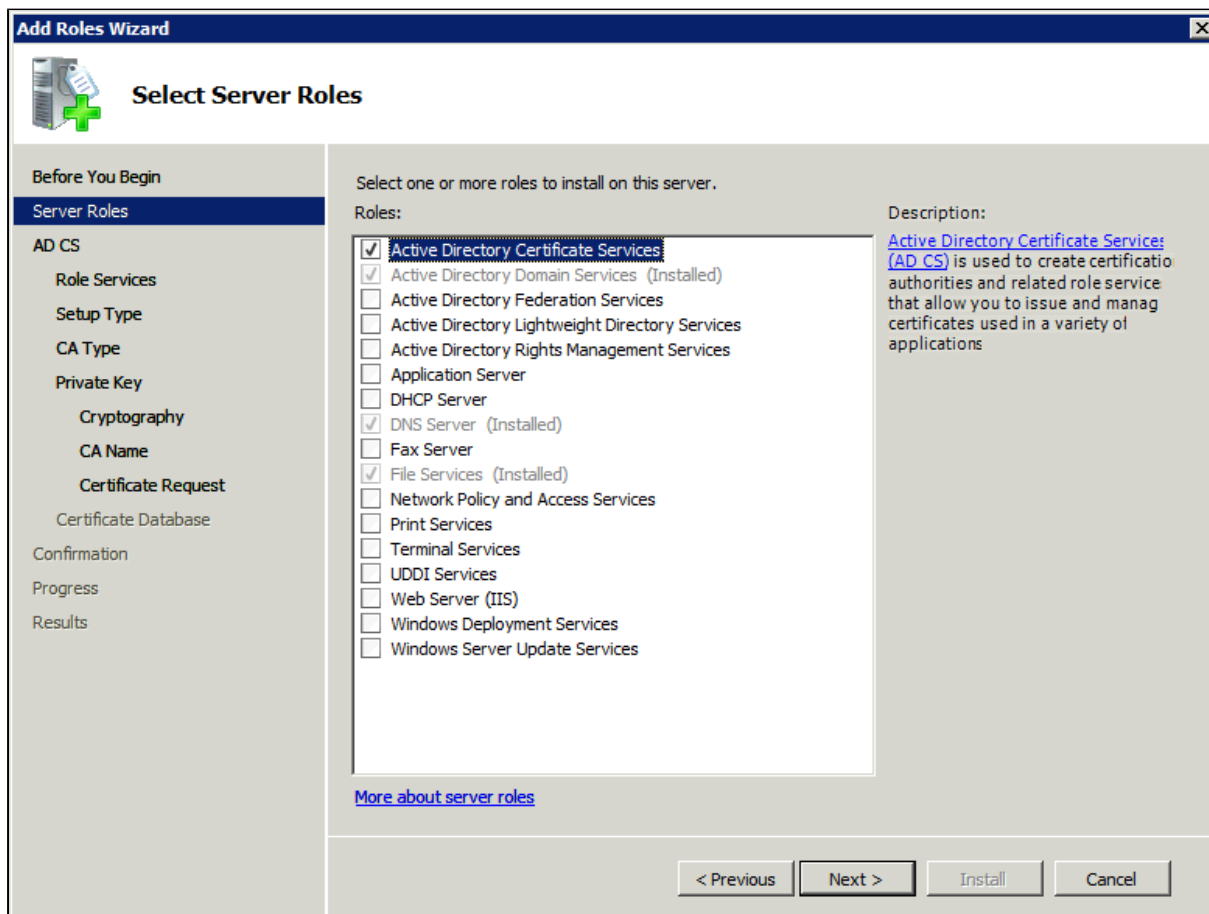 Add Roles Wizard
Select Server Roles
Before You Begin
Server Roles
AD CS
Role Services
Setup Type
CA Type
Private Key
Cryptography
CA Name
Certificate Request
Certificate Database
Confirmation
Progress
Results
Select one or more roles to install on this server.
Roles:
Active Directory Certificate Services
Active Directory Domain Services (Installed)
Active Directory Federation Services
Active Directory Lightweight Directory Services
Active Directory Rights Management Services
Application Server
DHCP Server
DNS Server (Installed)
Fax Server
File Services (Installed)
Network Policy and Access Services
Print Services
Terminal Services
UDDI Services
Web Server (IIS)
Windows Deployment Services
Windows Server Update Services
More about server roles
Description:
Active Directory Certificate Services
(AD CS) is used to create certificatio
authorities and related role service
that allow you to issue and manag
certificates used in a variety of
applications
< Previous
Next >
Install
Cancel